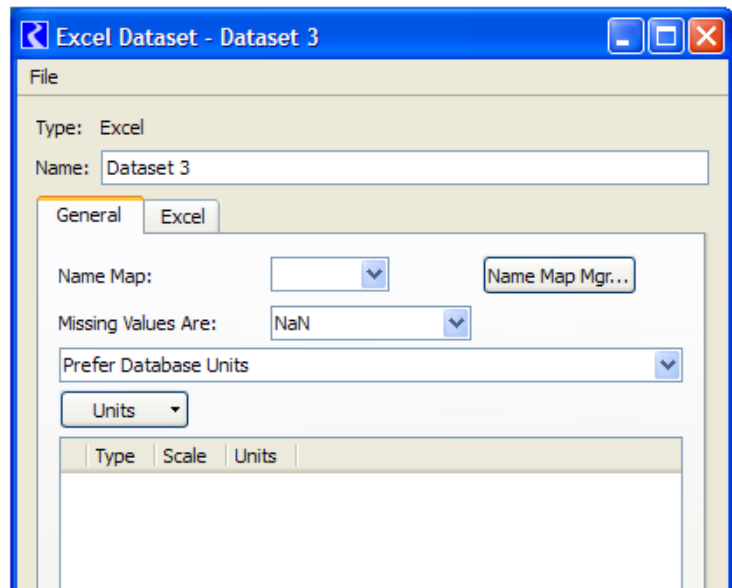 Excel Dataset - Dataset 3
File
Type: Excel
Name: Dataset 3
General Excel
Name Map: Name Map Mgr...
Missing Values Are: NaN
Prefer Database Units
Units
Type Scale Units